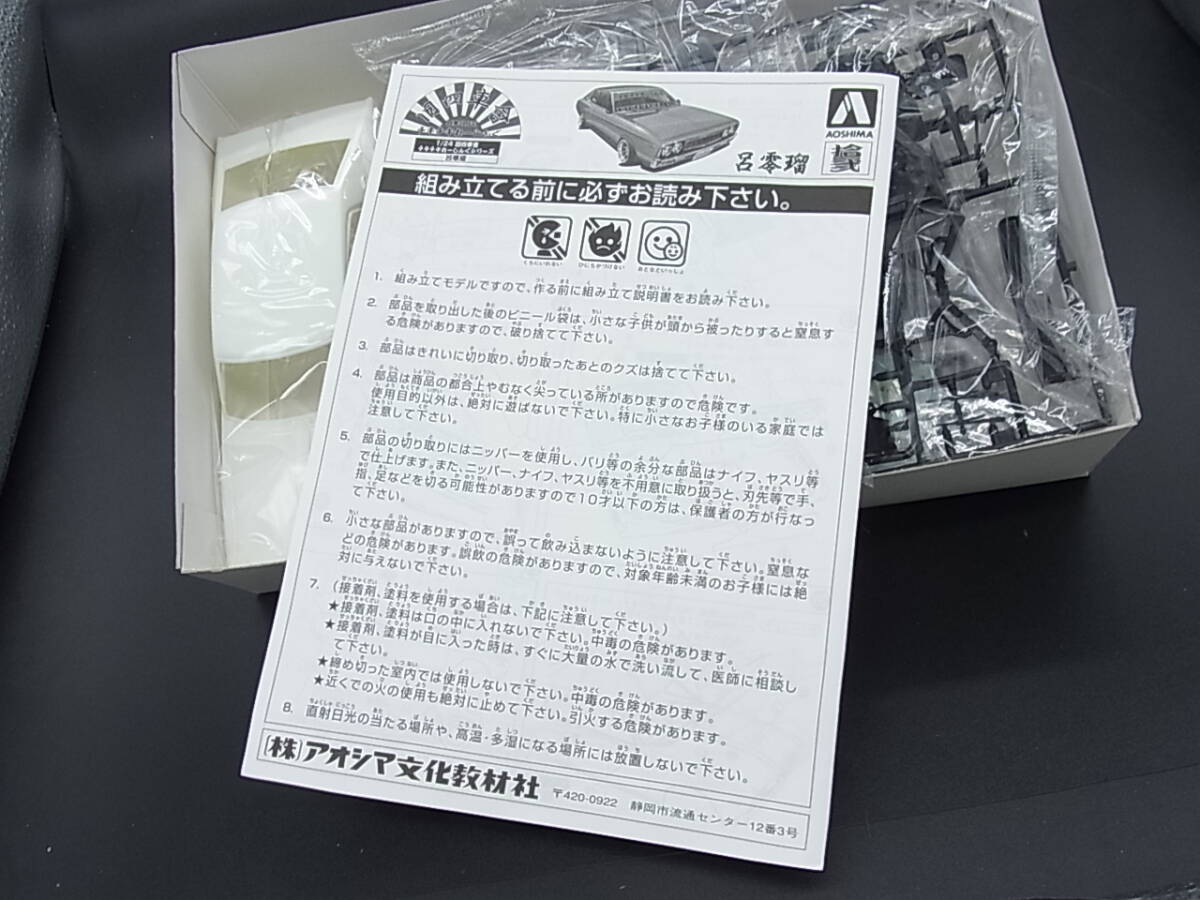 1/24
AOSHIMA
呂零瑠
組み立てる前に必ずお読み下さい。
くちにいれない
ひにちかづけない
おとなといっしょ
1. 組み立てモデルですので、作る前に組み立て説明書をお読み下さい。
2. 部品を取り出した後のビニール袋は、小さな子供が頭から被ったりすると窒息す
る危険がありますので、破り捨てて下さい。
3. 部品はきれいに切り取り、切り取ったあとのクズは捨てて下さい。
4. 部品は商品の都合上やむなく尖っている所がありますので危険です。
使用目的以外は、絶対に遊ばないで下さい。特に小さなお子様のいる家庭では
注意して下さい。
5. 部品の切り取りにはニッパーを使用し、バリ等の余分な部品はナイフ、ヤスリ等
で仕上げます。また、ニッパー、ナイフ、ヤスリ等を不用意に取り扱うと、刃先等で手、
指、足などを切る可能性がありますので10才以下の方は、保護者の方が行なっ
て下さい。
6. 小さな部品がありますので、誤って飲み込まないように注意して下さい。窒息な
どの危険があります。誤飲の危険がありますので、対象年齢未満のお子様には絶
対に与えないで下さい。
7. (接着剤、塗料を使用する場合は、下記に注意して下さい。)
★接着剤、塗料は口の中に入れないで下さい。中毒の危険があります。
★接着剤、塗料が目に入った時は、すぐに大量の水で洗い流して、医師に相談し
て下さい。
★締め切った室内では使用しないで下さい。中毒の危険があります。
★近くでの火の使用も絶対に止めて下さい。引火する危険があります。
8. 直射日光の当たる場所や、高温・多湿になる場所には放置しないで下さい。
(株)アオシマ文化教材社 〒420-0922 静岡市流通センター12番3号